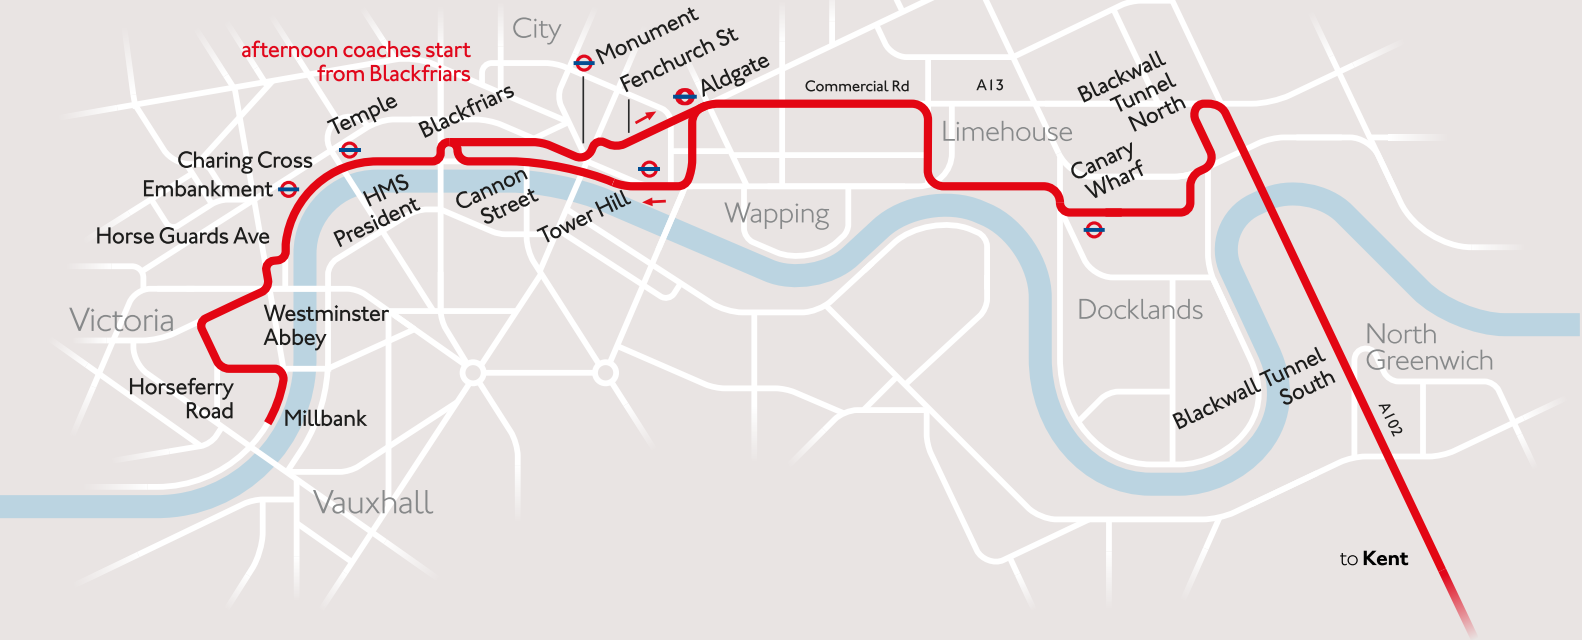 City
afternoon coaches start
from Blackfriars
Monument
Fenchurch St
Aldgate
Temple
Blackfriars
Commercial Rd
A13
Blackwall
Tunnel
North
Limehouse
Charing Cross
Embankment
HMS
President
Cannon
Street
Tower Hill
Canary
Wharf
Wapping
Horse Guards Ave
Victoria
Westminster
Abbey
Docklands
North
Greenwich
Horseferry
Road
Millbank
Blackwall Tunnel
South
A102
Vauxhall
to Kent